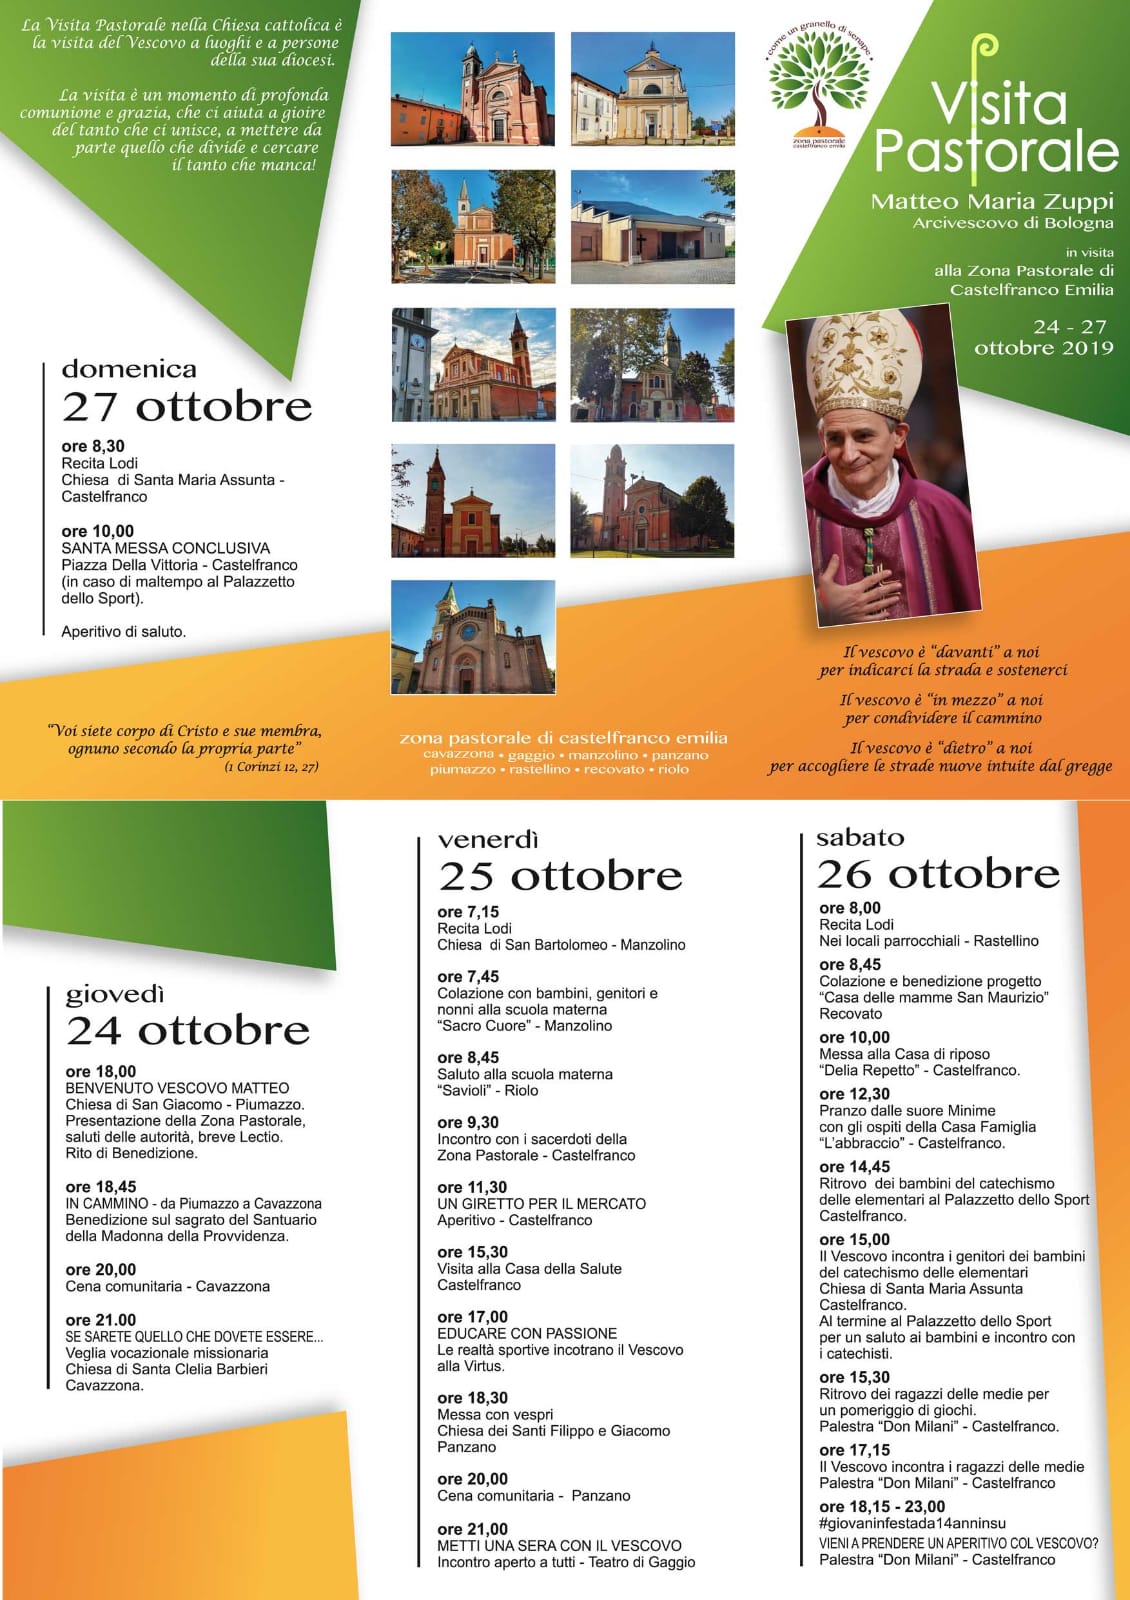 La Visita Pastorale nella Chiesa cattolica è
la visita del Vescovo a luoghi e a persone
della sua diocesi.
La visita è un momento di profonda
comunione e grazia, che ci aiuta a gioire
del tanto che ci unisce, a mettere da
parte quello che divide e cercare
il tanto che manca!
domenica
27 ottobre
ore 8,30
Recita Lodi
Chiesa di Santa Maria Assunta -
Castelfranco
ore 10,00
SANTA MESSA CONCLUSIVA
Piazza Della Vittoria - Castelfranco
(in caso di maltempo al Palazzetto
dello Sport).
Aperitivo di saluto.
“Voi siete corpo di Cristo e sue membra,
ognuno secondo la propria parte”
(1 Corinzi 12, 27)
zona pastorale di castelfranco emilia
cavazzona • gaggio • manzolino • panzano
piumazzo • rastellino • recovato • riolo
come un granello di senape
zona pastorale
castelfranco emilia
Visita
Pastorale
Matteo Maria Zuppi
Arcivescovo di Bologna
in visita
alla Zona Pastorale di
Castelfranco Emilia
24 - 27
ottobre 2019
Il vescovo è “davanti” a noi
per indicarci la strada e sostenerci
Il vescovo è “in mezzo” a noi
per condividere il cammino
Il vescovo è “dietro” a noi
per accogliere le strade nuove intuite dal gregge
giovedì
24 ottobre
ore 18,00
BENVENUTO VESCOVO MATTEO
Chiesa di San Giacomo - Piumazzo.
Presentazione della Zona Pastorale,
saluti delle autorità, breve Lectio.
Rito di Benedizione.
ore 18,45
IN CAMMINO - da Piumazzo a Cavazzona
Benedizione sul sagrato del Santuario
della Madonna della Provvidenza.
ore 20,00
Cena comunitaria - Cavazzona
ore 21.00
SE SARETE QUELLO CHE DOVETE ESSERE...
Veglia vocazionale missionaria
Chiesa di Santa Clelia Barbieri
Cavazzona.
venerdì
25 ottobre
ore 7,15
Recita Lodi
Chiesa di San Bartolomeo - Manzolino
ore 7,45
Colazione con bambini, genitori e
nonni alla scuola materna
“Sacro Cuore” - Manzolino
ore 8,45
Saluto alla scuola materna
“Savioli” - Riolo
ore 9,30
Incontro con i sacerdoti della
Zona Pastorale - Castelfranco
ore 11,30
UN GIRETTO PER IL MERCATO
Aperitivo - Castelfranco
ore 15,30
Visita alla Casa della Salute
Castelfranco
ore 17,00
EDUCARE CON PASSIONE
Le realtà sportive incotrano il Vescovo
alla Virtus.
ore 18,30
Messa con vespri
Chiesa dei Santi Filippo e Giacomo
Panzano
ore 20,00
Cena comunitaria - Panzano
ore 21,00
METTI UNA SERA CON IL VESCOVO
Incontro aperto a tutti - Teatro di Gaggio
sabato
26 ottobre
ore 8,00
Recita Lodi
Nei locali parrocchiali - Rastellino
ore 8,45
Colazione e benedizione progetto
“Casa delle mamme San Maurizio”
Recovato
ore 10,00
Messa alla Casa di riposo
“Delia Repetto” - Castelfranco.
ore 12,30
Pranzo dalle suore Minime
con gli ospiti della Casa Famiglia
“L’abbraccio” - Castelfranco.
ore 14,45
Ritrovo dei bambini del catechismo
delle elementari al Palazzetto dello Sport
Castelfranco.
ore 15,00
Il Vescovo incontra i genitori dei bambini
del catechismo delle elementari
Chiesa di Santa Maria Assunta
Castelfranco.
Al termine al Palazzetto dello Sport
per un saluto ai bambini e incontro con
i catechisti.
ore 15,30
Ritrovo dei ragazzi delle medie per
un pomeriggio di giochi.
Palestra “Don Milani” - Castelfranco.
ore 17,15
Il Vescovo incontra i ragazzi delle medie
Palestra “Don Milani” - Castelfranco
ore 18,15 - 23,00
#giovaninfestada14anninsu
VIENI A PRENDERE UN APERITIVO COL VESCOVO?
Palestra “Don Milani” - Castelfranco